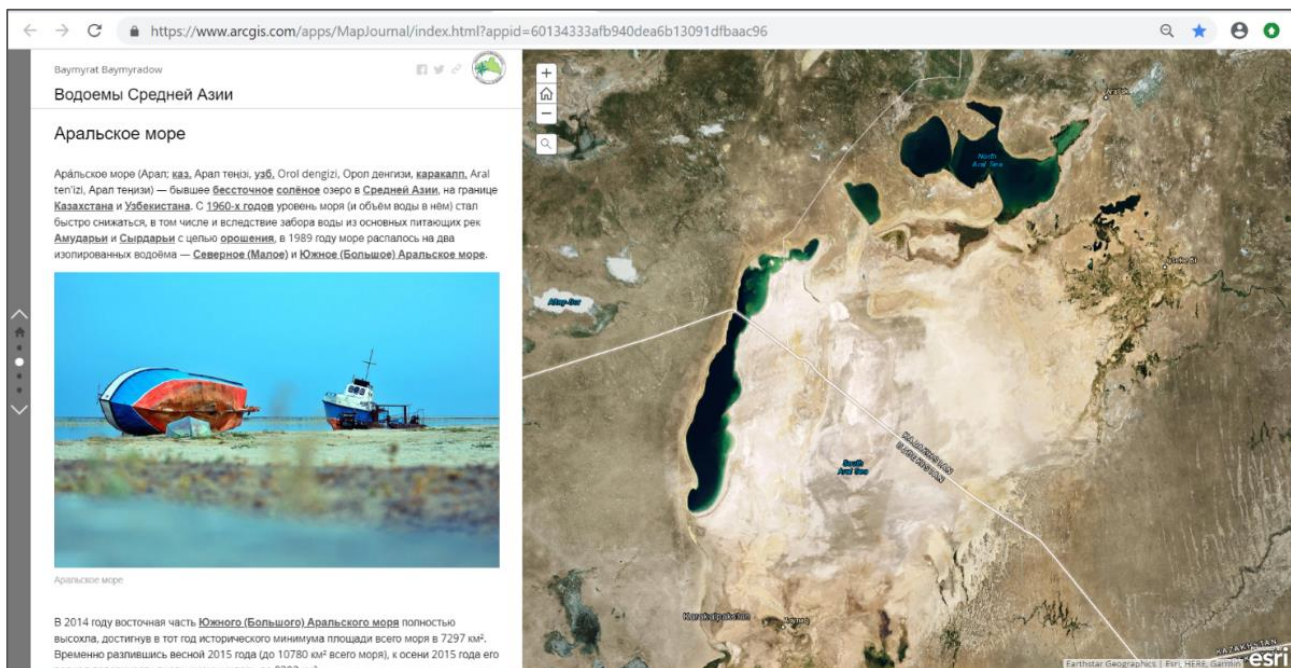 https://www.arcgis.com/apps/MapJournal/index.html?appid=60134333afb940dea6b13091dfbaac96
Baymyrat Baymyradow
Водоемы Средней Азии
Аральское море
Ара́льское море (Арал; каз. Арал теңізі, узб. Orol dengizi, Орол денгизи, каракалп. Aral
ten'izi, Арал тенизи) — бывшее бессточное солёное озеро в Средней Азии, на границе
Казахстана и Узбекистана. С 1960-х годов уровень моря (и объём воды в нём) стал
быстро снижаться, в том числе и вследствие забора воды из основных питающих рек
Амударьи и Сырдарьи с целью орошения, в 1989 году море распалось на два
изолированных водоёма — Северное (Малое) и Южное (Большое) Аральское море.
Аральское море
В 2014 году восточная часть Южного (Большого) Аральского моря полностью
высохла, достигнув в тот год исторического минимума площади всего моря в 7297 км².
Временно разлившись весной 2015 года (до 10780 км² всего моря), к осени 2015 года его
North
Aral Sea
South
Aral Sea
KAZAKHSTAN
UZBEKISTAN
Karakalpakstan
KAZAKHSTAN
Earthstar Geographics | Esri, HERE, Garmin
esri